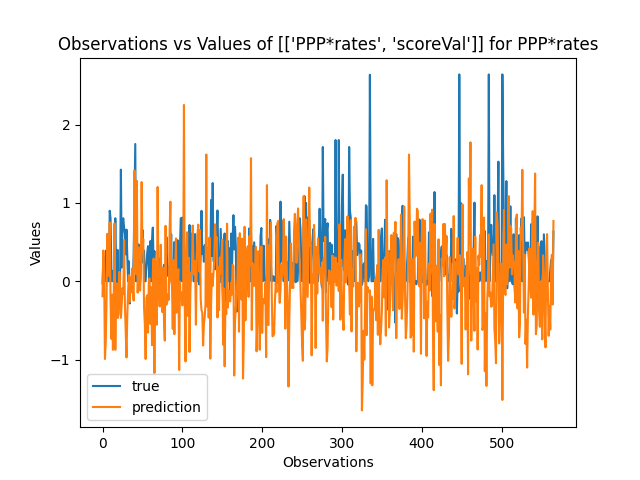 Observations vs Values of [['PPP*rates', 'scoreVal']] for PPP*rates
2
1
0
−1
Values
true
prediction
0 100 200 300 400 500
Observations